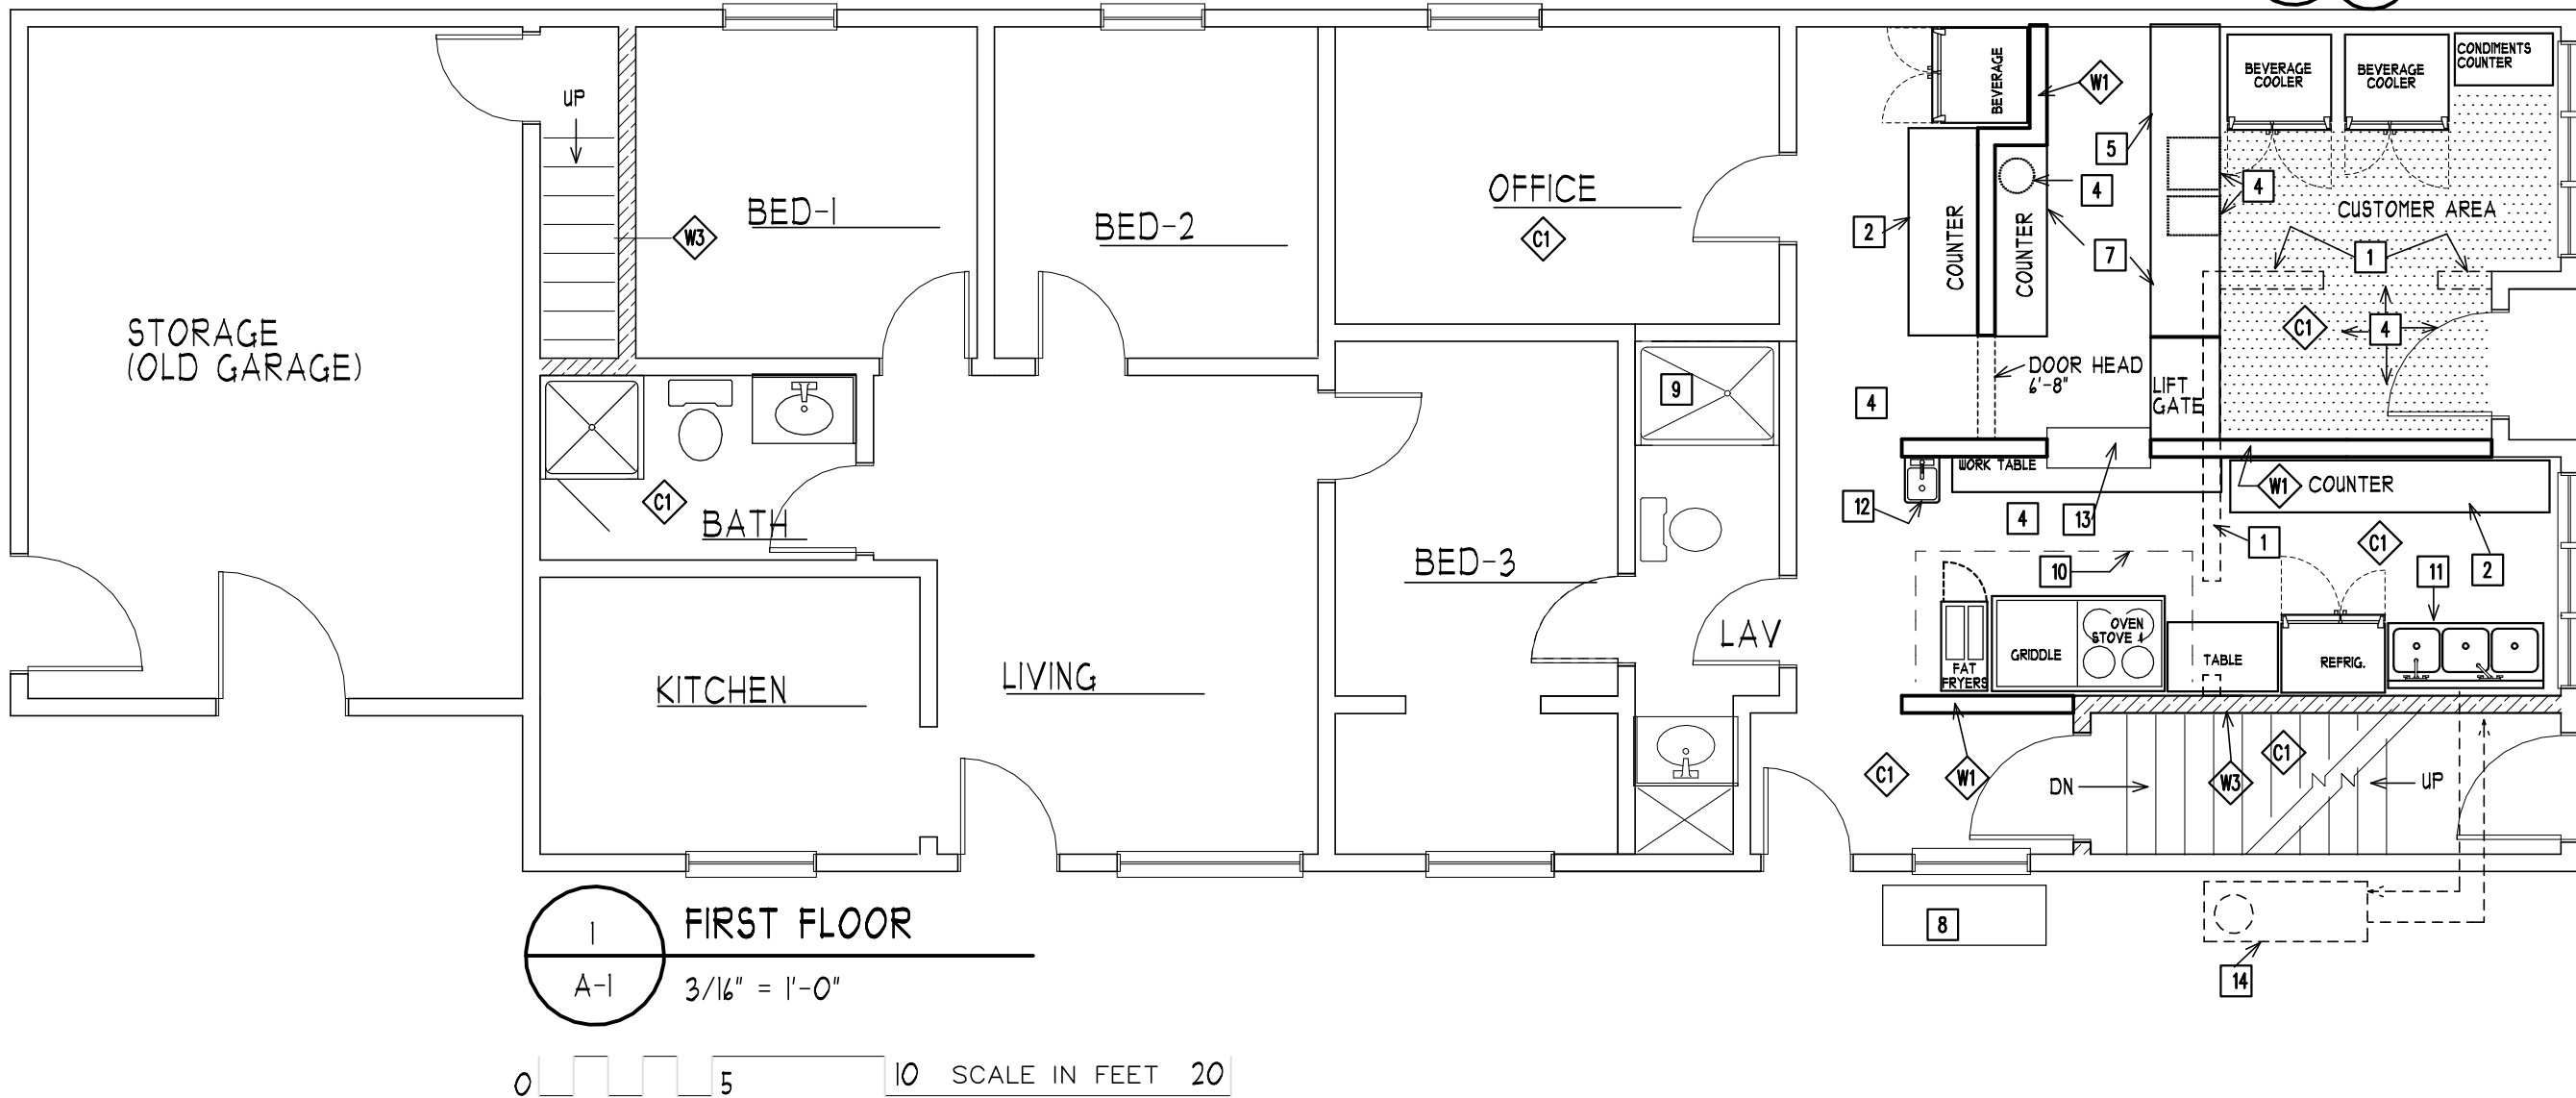 UP
W3
BED-1
BED-2
OFFICE
C1
STORAGE
(OLD GARAGE)
C1
BATH
KITCHEN
LIVING
BED-3
9
LAV
BEVERAGE
W1
5
4
4
2
COUNTER
COUNTER
7
BEVERAGE
COOLER
BEVERAGE
COOLER
CONDIMENTS
COUNTER
CUSTOMER AREA
1
C1
4
DOOR HEAD
6'-8"
LIFT
GATE
4
WORK TABLE
12
4
13
W1
COUNTER
1
C1
10
11
2
FAT
FRYERS
GRIDDLE
OVEN
STOVE
TABLE
REFRIG.
C1
W1
DN
W3
C1
UP
8
14
1
A-1
FIRST FLOOR
3/16" = 1'-0"
0 5 10 SCALE IN FEET 20